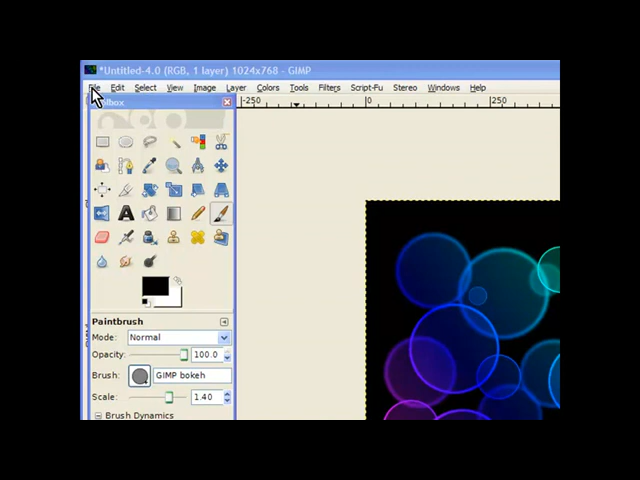 *Untitled-4.0 (RGB, 1 layer) 1024x768 - GIMP
Edit Select View Image Layer Colors Tools Filters Script-Fu Stereo Windows Help
-250 0 250
Paintbrush
Mode: Normal
Opacity: 100.0
Brush: GIMP bokeh
Scale: 1.40
Brush Dynamics